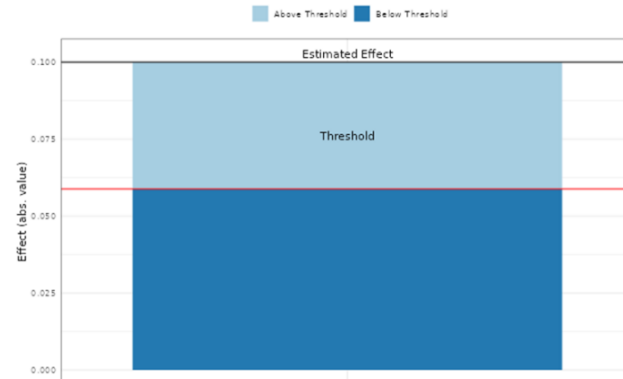 Above Threshold Below Threshold
Estimated Effect
0.100
Threshold
0.075
0.050
0.025
0.000
Effect (abs. value)